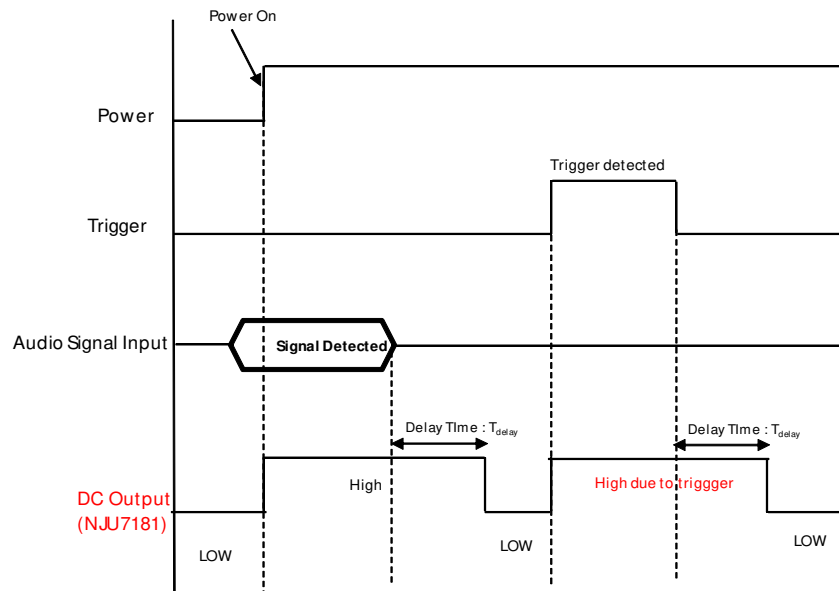 Power On
Power
Trigger detected
Trigger
Audio Signal Input
Signal Detected
Delay TIme : Tdelay
Delay TIme : Tdelay
High
High due to triggger
DC Output
(NJU7181)
LOW
LOW
LOW